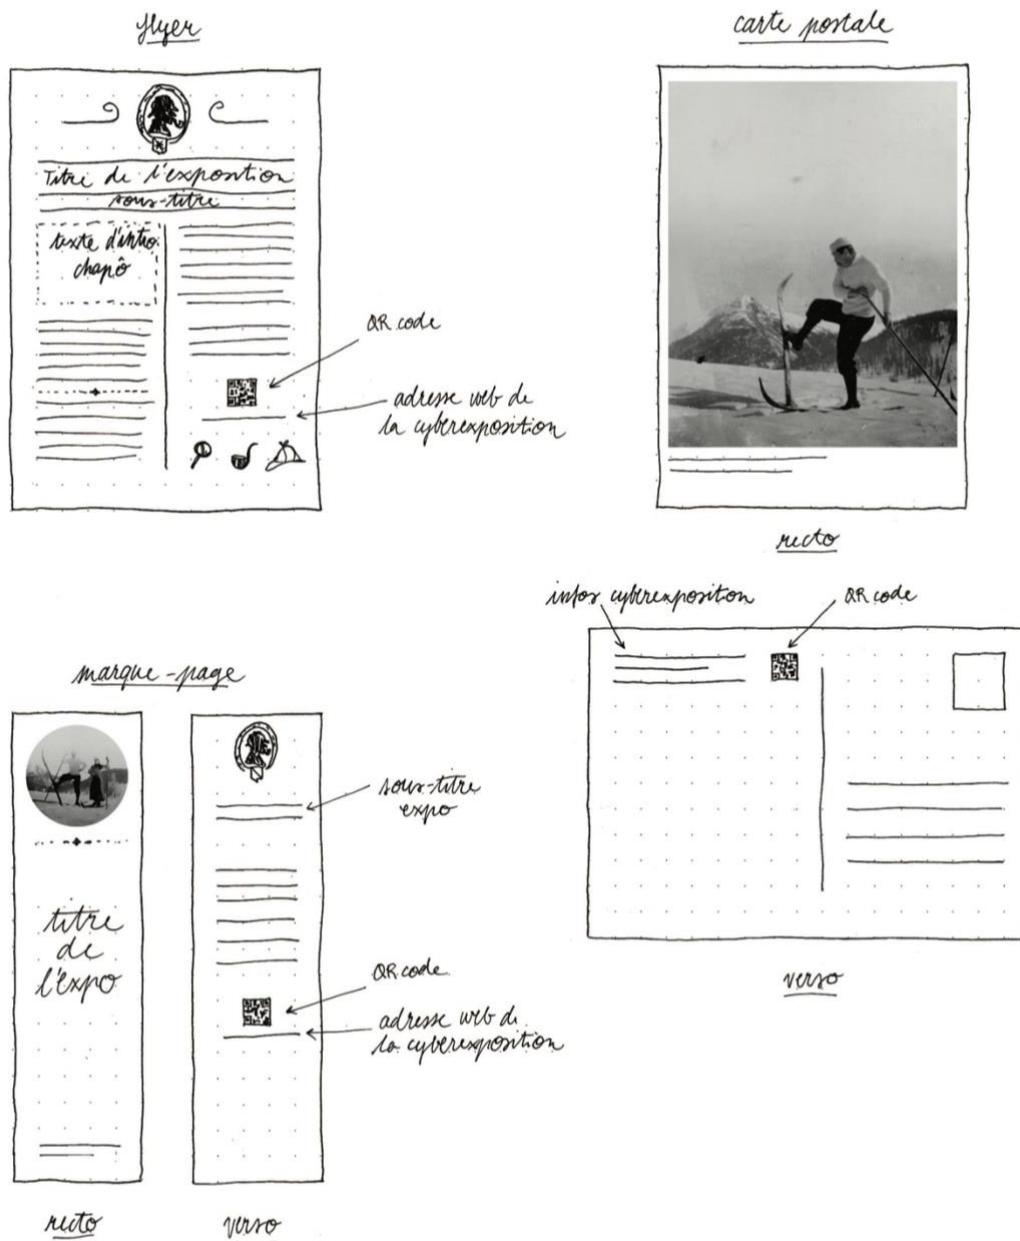 flyer
Titre de l'exposition
sous-titre
texte d'intro
chapô
QR code
adresse web de
la cyberexposition
carte postale
recto
infos cyberexposition
QR code
verso
marque-page
titre
de
l'expo
recto
sous-titre
expo
QR code
adresse web de
la cyberexposition
verso